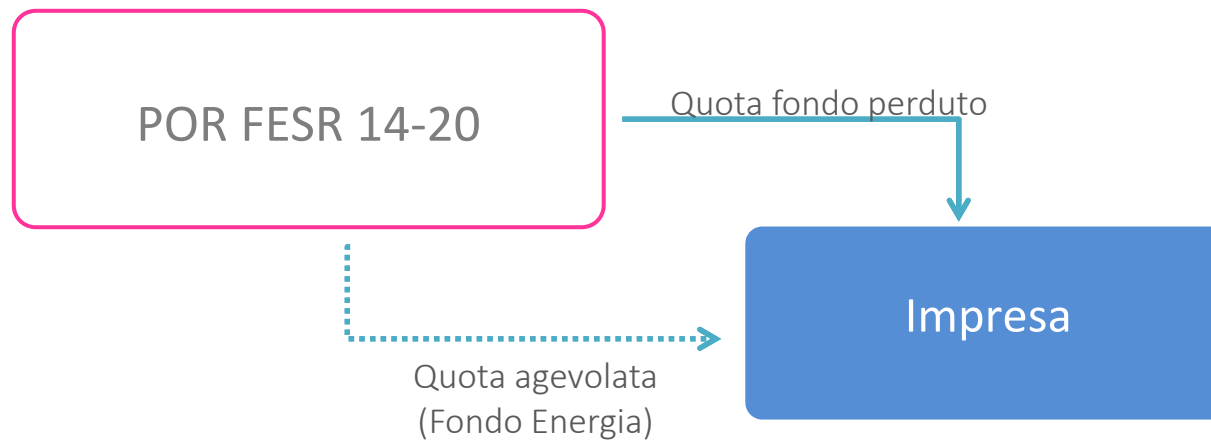 POR FESR 14-20
Quota fondo perduto
Impresa
Quota agevolata
(Fondo Energia)